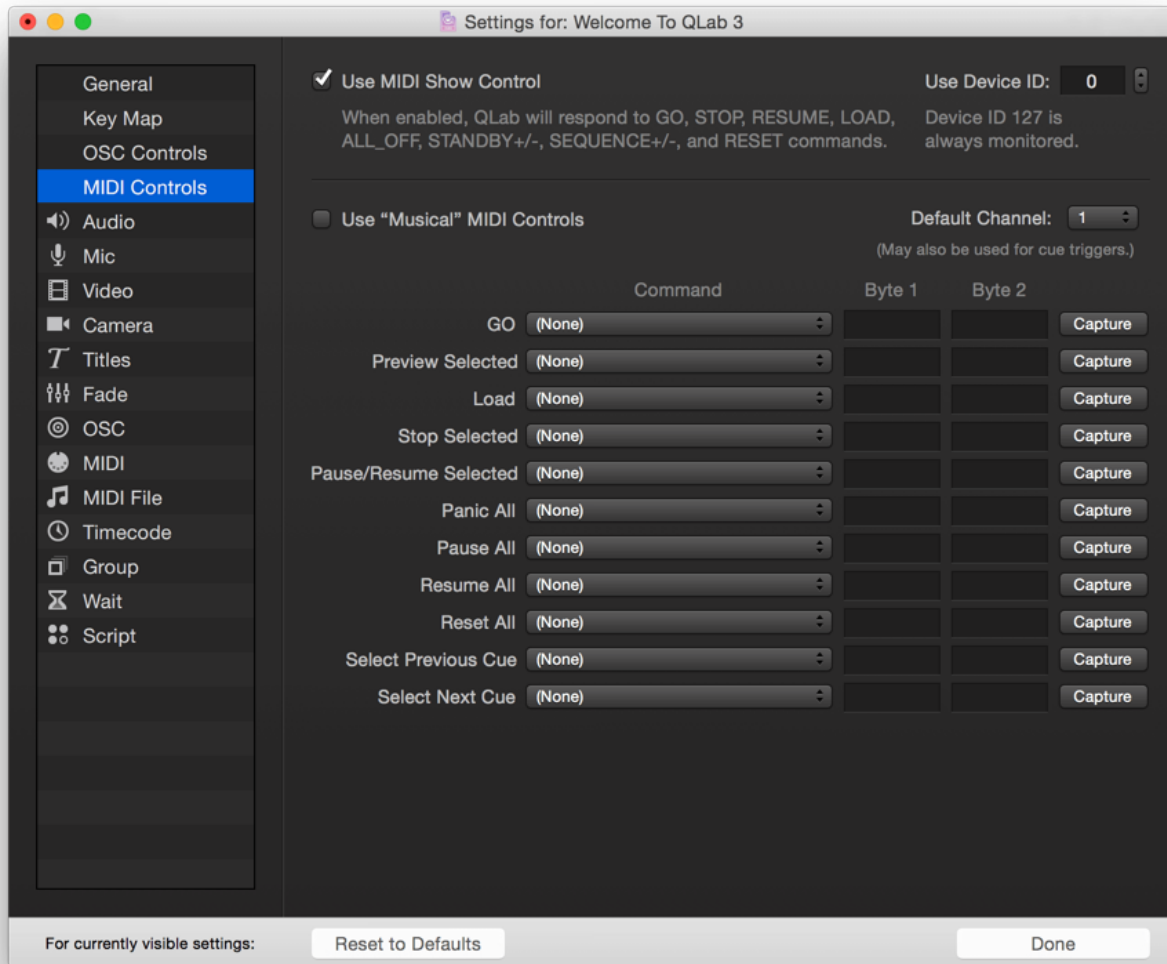 Settings for: Welcome To QLab 3
General
Key Map
OSC Controls
MIDI Controls
Audio
Mic
Video
Camera
Titles
Fade
OSC
MIDI
MIDI File
Timecode
Group
Wait
Script
Use MIDI Show Control Use Device ID: 0
When enabled, QLab will respond to GO, STOP, RESUME, LOAD,
ALL_OFF, STANDBY+/-, SEQUENCE+/-, and RESET commands.
Device ID 127 is
always monitored.
Use “Musical” MIDI Controls Default Channel: 1
(May also be used for cue triggers.)
Command Byte 1 Byte 2
GO (None) Capture
Preview Selected (None) Capture
Load (None) Capture
Stop Selected (None) Capture
Pause/Resume Selected (None) Capture
Panic All (None) Capture
Pause All (None) Capture
Resume All (None) Capture
Reset All (None) Capture
Select Previous Cue (None) Capture
Select Next Cue (None) Capture
For currently visible settings: Reset to Defaults Done